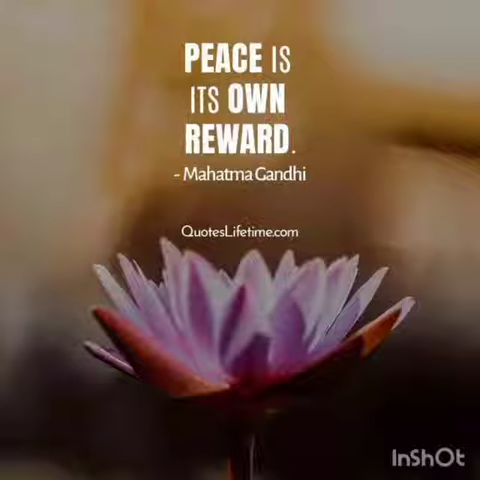 PEACE IS
ITS OWN
REWARD.
- Mahatma Gandhi
QuotesLifetime.com
InShOt